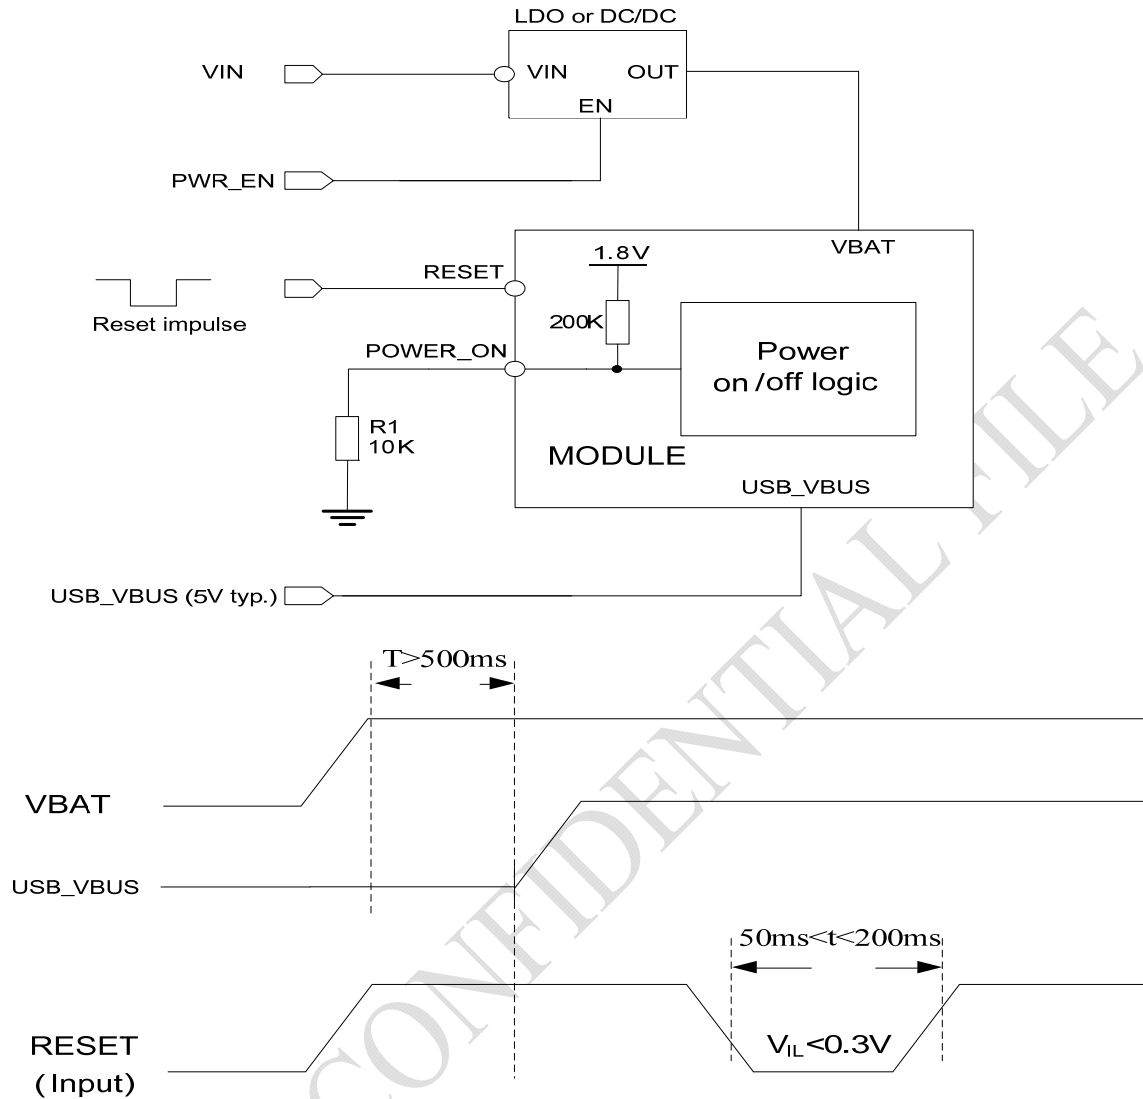 LDO or DC/DC
VIN
VIN
OUT
EN
PWR_EN
VBAT
1.8V
RESET
200K
Reset impulse
POWER_ON
Power
on /off logic
R1
10K
MODULE
USB_VBUS
USB_VBUS (5V typ.)
T>500ms
VBAT
USB_VBUS
50ms<t<200ms
RESET
(Input)
VIL<0.3V
CONFIDENTIAL FILE